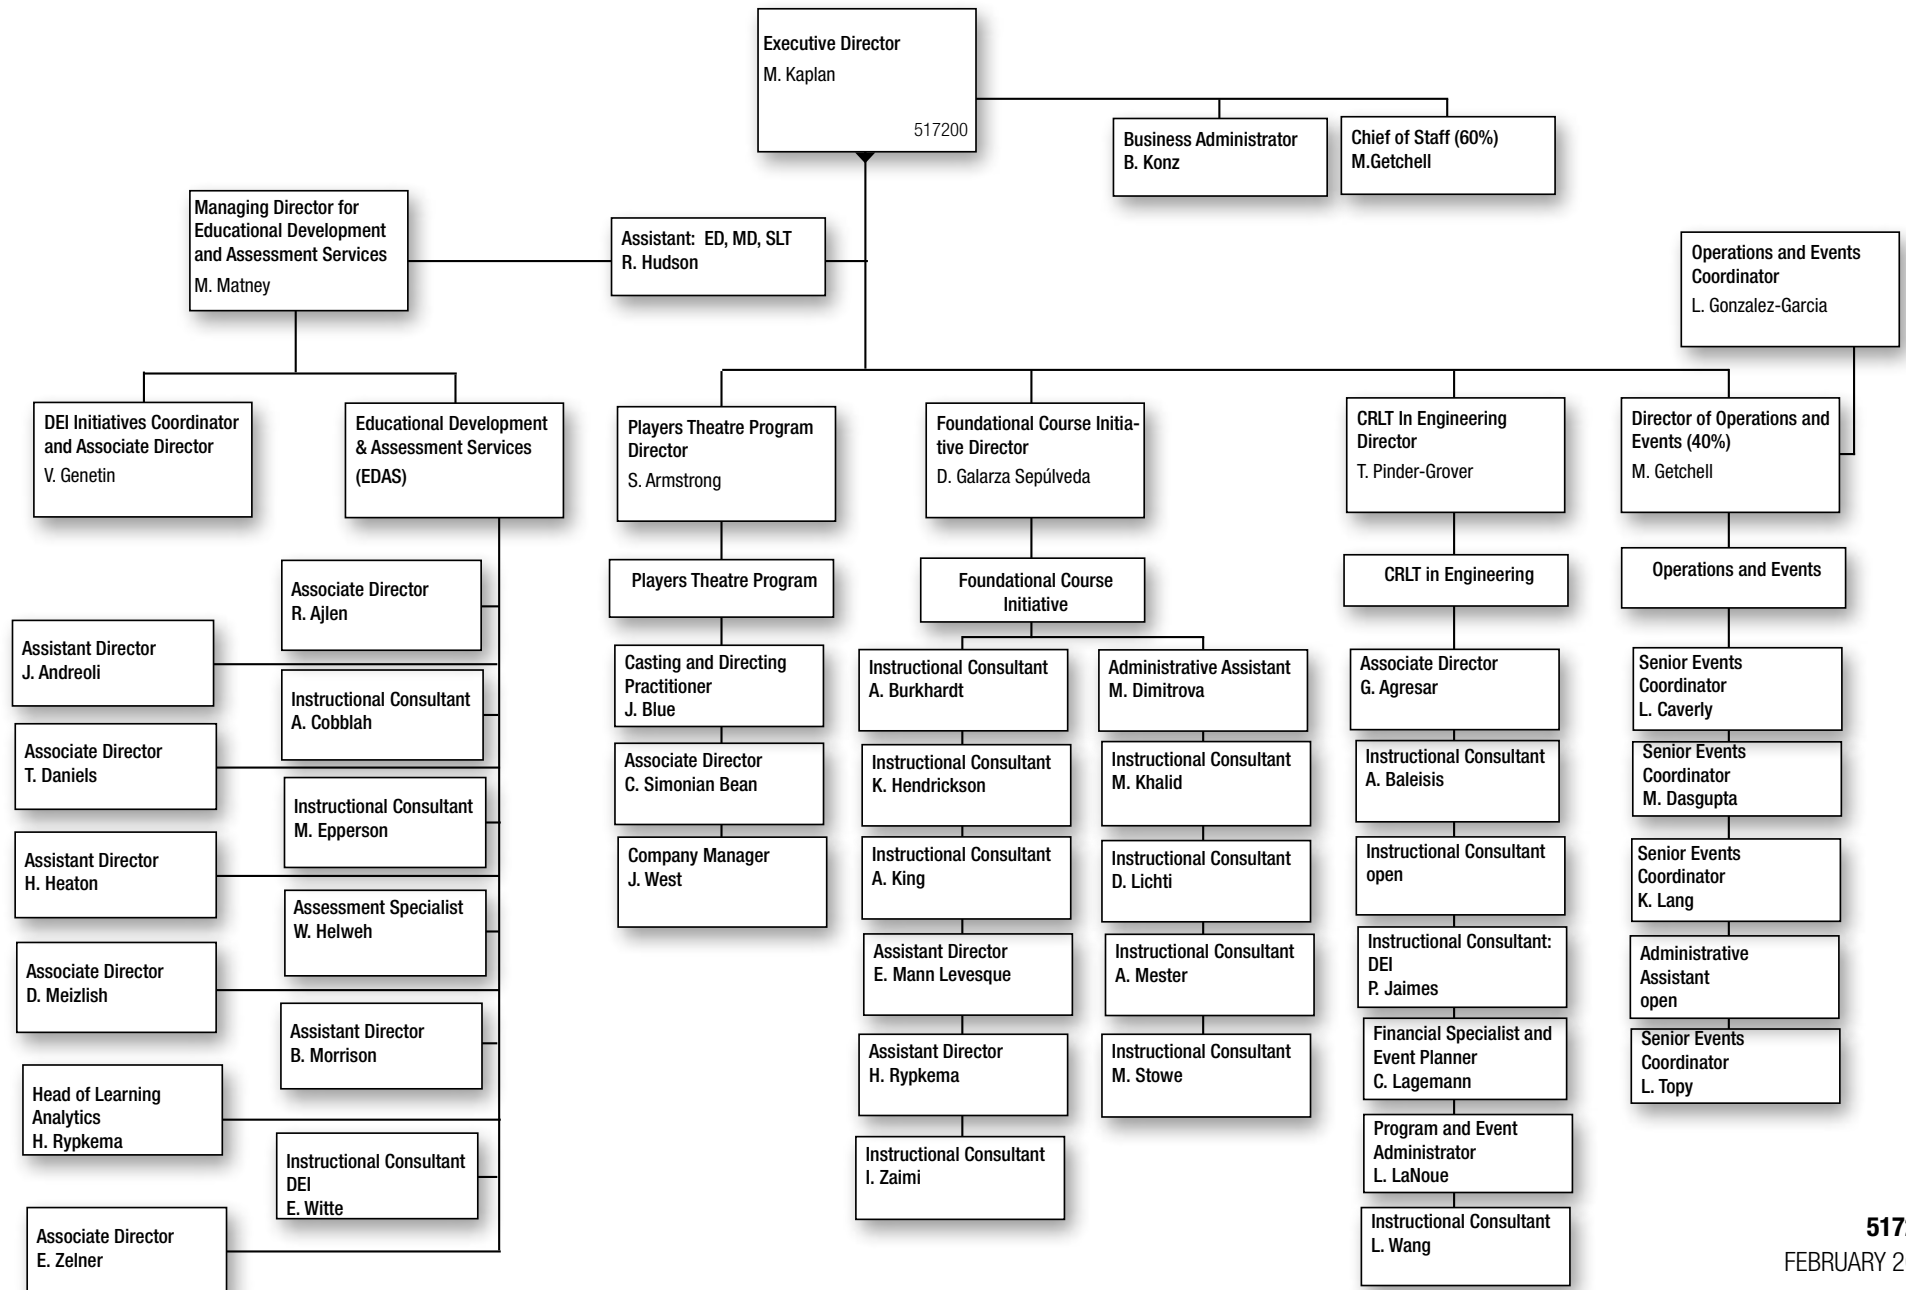 Executive Director
M. Kaplan
517200
Business Administrator
B. Konz
Chief of Staff (60%)
M.Getchell
Managing Director for
Educational Development
and Assessment Services
M. Matney
Assistant:  ED, MD, SLT
R. Hudson
Operations and Events
Coordinator
L. Gonzalez-Garcia
DEI Initiatives Coordinator
and Associate Director
V. Genetin
Educational Development
& Assessment Services
(EDAS)
Players Theatre Program
Director
S. Armstrong
Foundational Course Initia-
tive Director
D. Galarza Sepúlveda
CRLT In Engineering
Director
T. Pinder-Grover
Director of Operations and
Events (40%)
M. Getchell
Associate Director
R. Ajlen
Assistant Director
J. Andreoli
Instructional Consultant
A. Cobblah
Associate Director
T. Daniels
Instructional Consultant
M. Epperson
Assistant Director
H. Heaton
Assessment Specialist
W. Helweh
Associate Director
D. Meizlish
Assistant Director
B. Morrison
Head of Learning
Analytics
H. Rypkema
Instructional Consultant
DEI
E. Witte
Associate Director
E. Zelner
Players Theatre Program
Casting and Directing
Practitioner
J. Blue
Associate Director
C. Simonian Bean
Company Manager
J. West
Foundational Course
Initiative
Instructional Consultant
A. Burkhardt
Instructional Consultant
K. Hendrickson
Instructional Consultant
A. King
Assistant Director
E. Mann Levesque
Assistant Director
H. Rypkema
Instructional Consultant
I. Zaimi
Administrative Assistant
M. Dimitrova
Instructional Consultant
M. Khalid
Instructional Consultant
D. Lichti
Instructional Consultant
A. Mester
Instructional Consultant
M. Stowe
CRLT in Engineering
Associate Director
G. Agresar
Instructional Consultant
A. Baleisis
Instructional Consultant
open
Instructional Consultant:
DEI
P. Jaimes
Financial Specialist and
Event Planner
C. Lagemann
Program and Event
Administrator
L. LaNoue
Instructional Consultant
L. Wang
Operations and Events
Senior Events
Coordinator
L. Caverly
Senior Events
Coordinator
M. Dasgupta
Senior Events
Coordinator
K. Lang
Administrative
Assistant
open
Senior Events
Coordinator
L. Topy
FEBRUARY